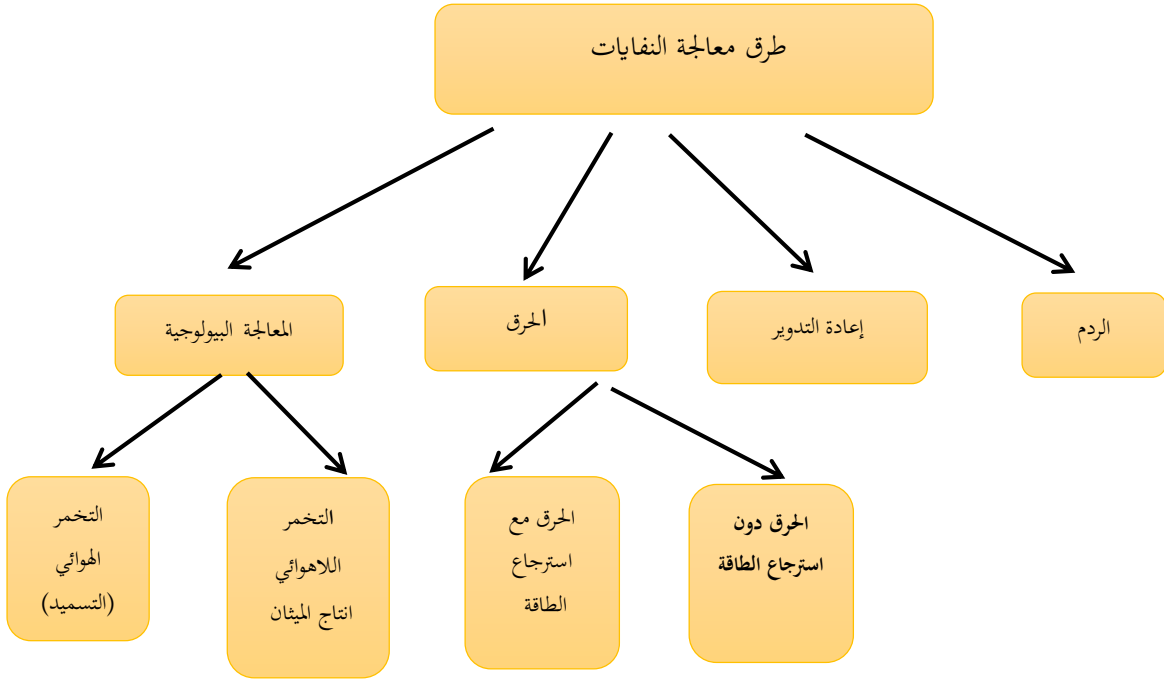 طرق معالجة النفايات
الردم
إعادة التدوير
الحرق
المعالجة البيولوجية
الحرق دون
استرجاع الطاقة
الحرق مع
استرجاع
الطاقة
التخمر
اللاهوائي
انتاج الميثان
التخمر
الهوائي
(التسميد)